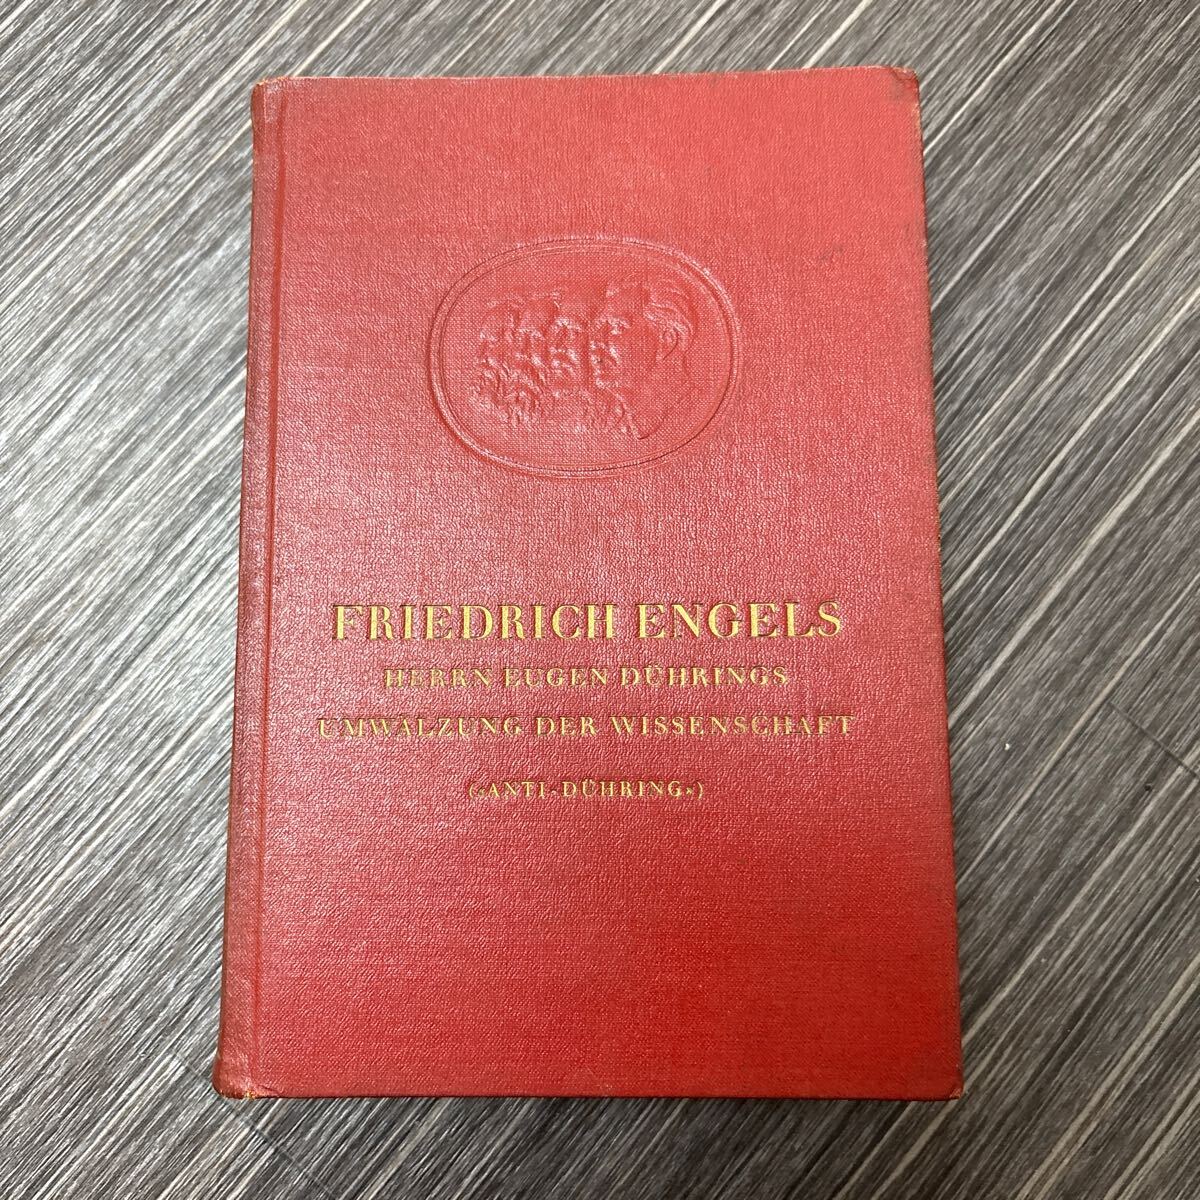 FRIEDRICH ENGELS
HERRN EUGEN DÜHRINGS
UMWÄLZUNG DER WISSENSCHAFT
(»ANTI-DÜHRING«)